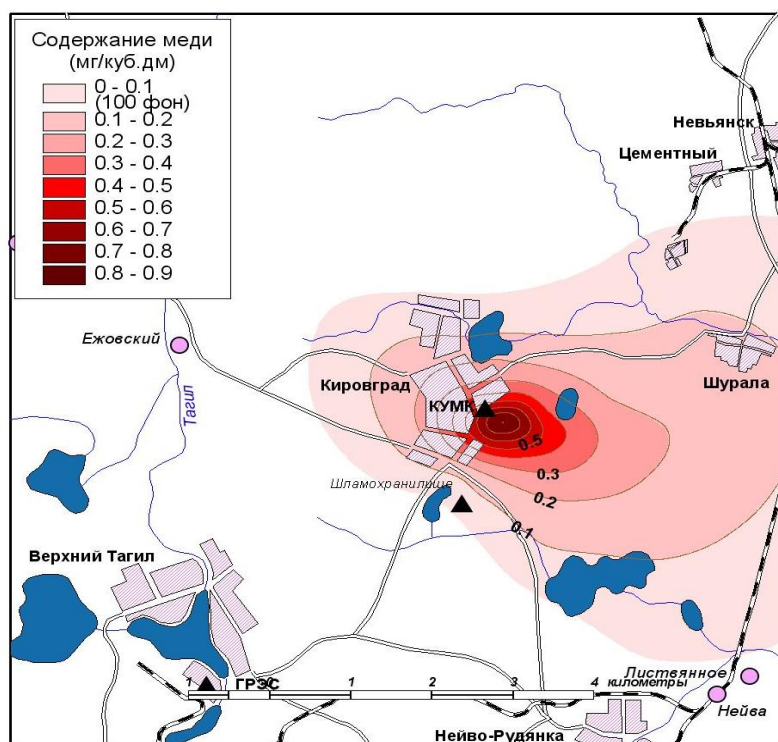 Содержание меди
(мг/куб.дм)
0 - 0.1
(100 фон)
0.1 - 0.2
0.2 - 0.3
0.3 - 0.4
0.4 - 0.5
0.5 - 0.6
0.6 - 0.7
0.7 - 0.8
0.8 - 0.9
Невьянск
Цементный
Ежовский
Тагил
Кировград
Шурала
КУМК
0.5
0.3
Шламохранилище
0.2
0.1
Верхний Тагил
Листвянное
1 0 1 2 3 4
ГРЭС
километры
Нейва
Нейво-Рудянка